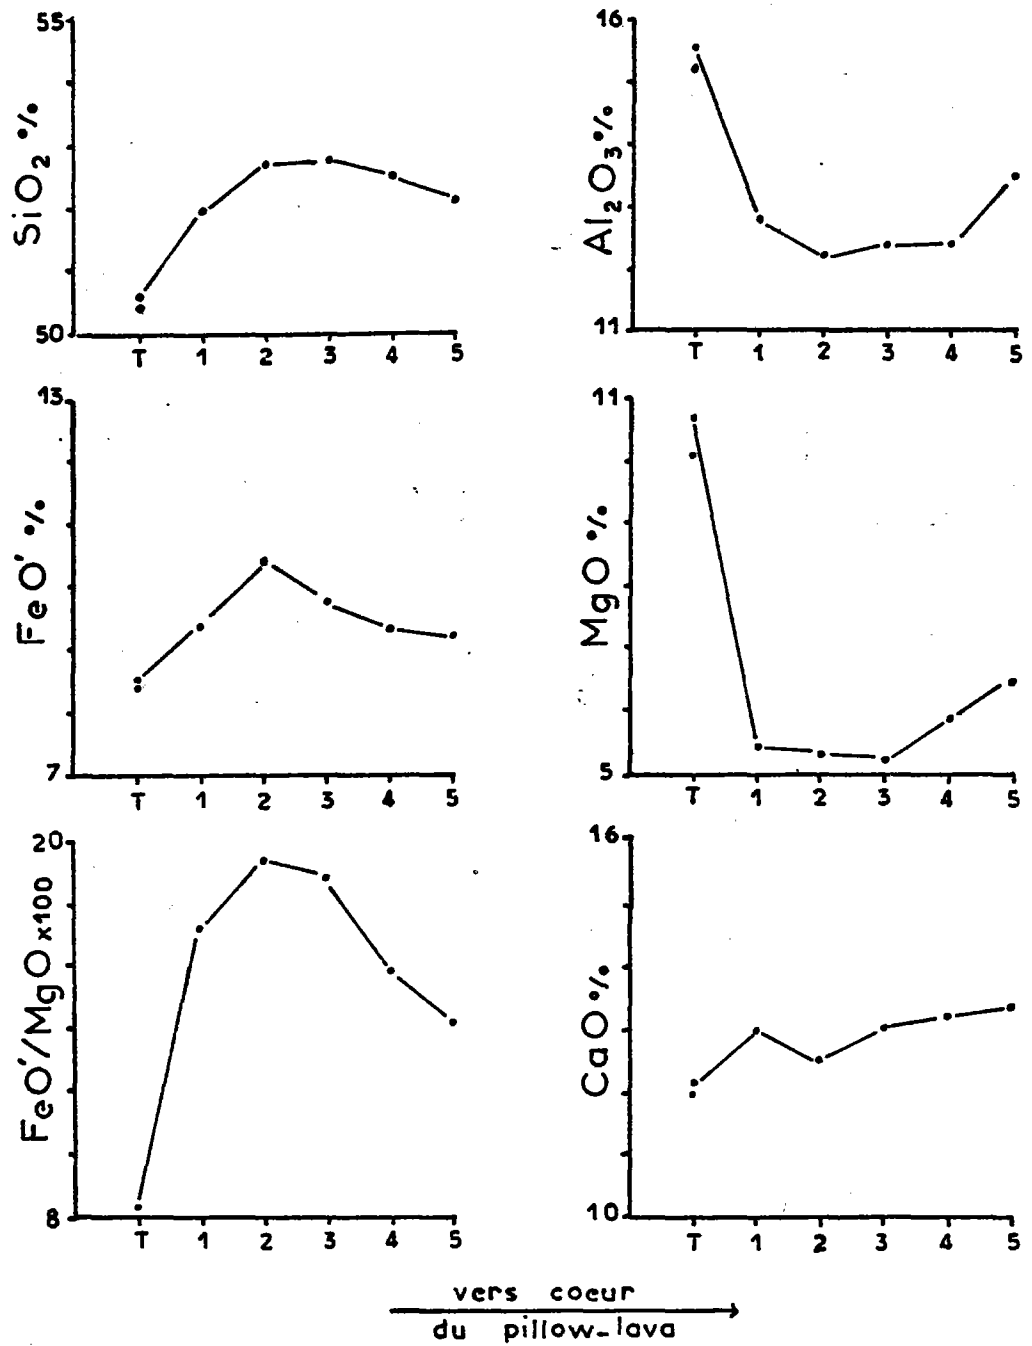 55
SiO2 %
50
T 1 2 3 4 5
16
Al2O3 %
11
T 1 2 3 4 5
13
FeO' %
7
T 1 2 3 4 5
11
MgO %
5
T 1 2 3 4 5
20
FeO'/MgO x100
8
T 1 2 3 4 5
16
CaO %
10
T 1 2 3 4 5
vers coeur
du pillow-lava